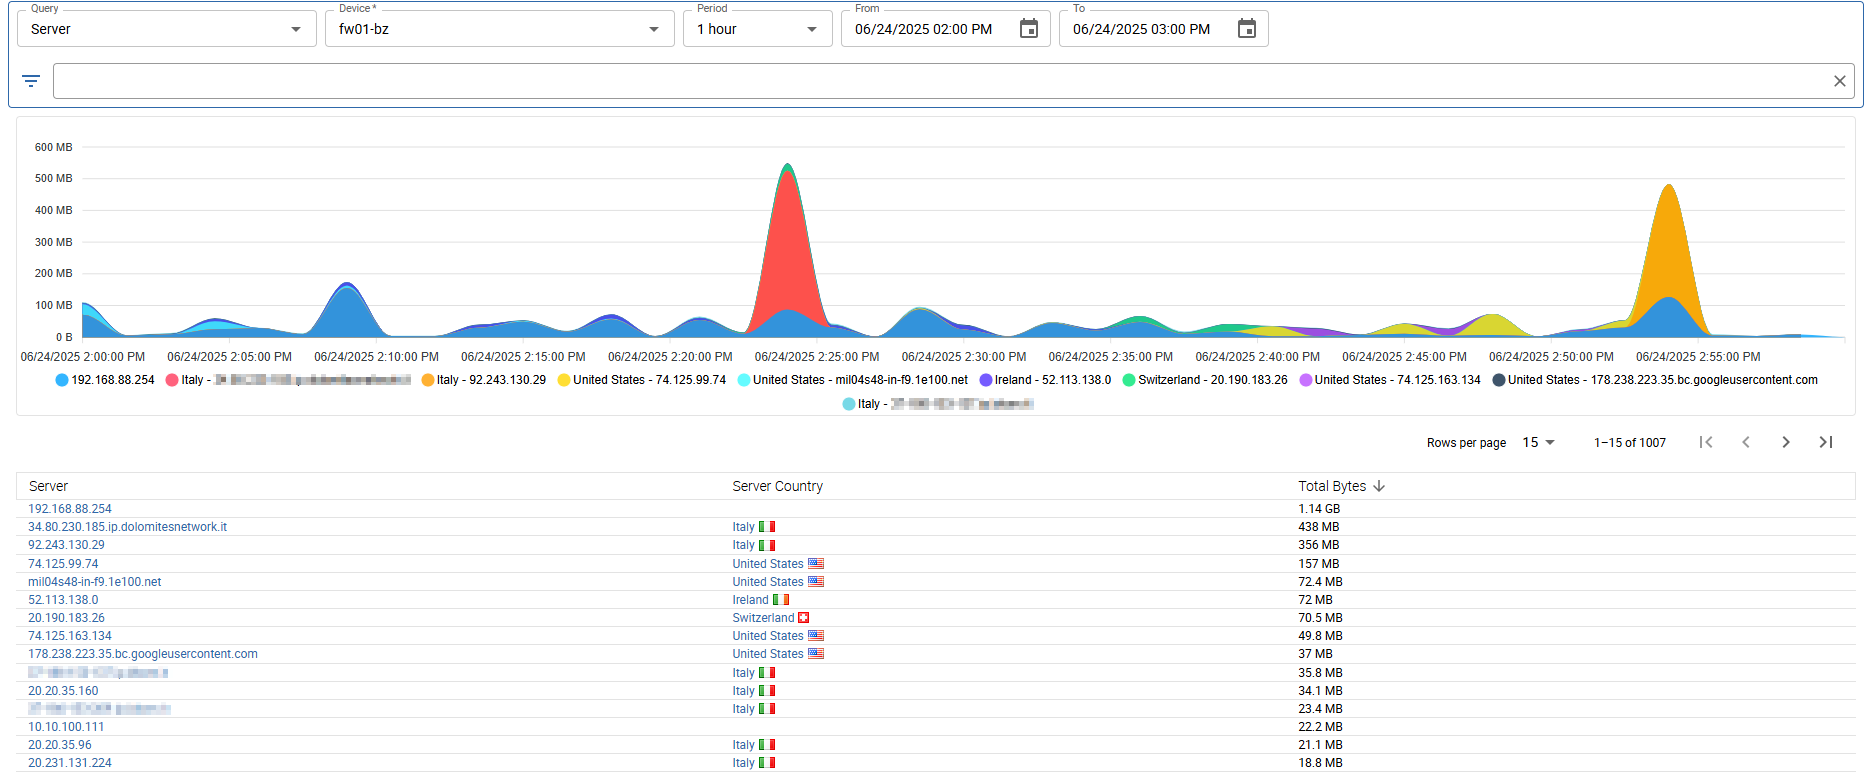 Query
Device *
Period
From
To
Server
fw01-bz
1 hour
06/24/2025 02:00 PM
06/24/2025 03:00 PM
600 MB
500 MB
400 MB
300 MB
200 MB
100 MB
0 B
06/24/2025 2:00:00 PM 06/24/2025 2:05:00 PM 06/24/2025 2:10:00 PM 06/24/2025 2:15:00 PM 06/24/2025 2:20:00 PM 06/24/2025 2:25:00 PM 06/24/2025 2:30:00 PM 06/24/2025 2:35:00 PM 06/24/2025 2:40:00 PM 06/24/2025 2:45:00 PM 06/24/2025 2:50:00 PM 06/24/2025 2:55:00 PM
192.168.88.254 Italy - Italy - 92.243.130.29 United States - 74.125.99.74 United States - mil04s48-in-f9.1e100.net Ireland - 52.113.138.0 Switzerland - 20.190.183.26 United States - 74.125.163.134 United States - 178.238.223.35.bc.googleusercontent.com
Italy -
Rows per page 15 1–15 of 1007
Server Server Country Total Bytes
192.168.88.254 1.14 GB
34.80.230.185.ip.dolomitesnetwork.it Italy 438 MB
92.243.130.29 Italy 356 MB
74.125.99.74 United States 157 MB
mil04s48-in-f9.1e100.net United States 72.4 MB
52.113.138.0 Ireland 72 MB
20.190.183.26 Switzerland 70.5 MB
74.125.163.134 United States 49.8 MB
178.238.223.35.bc.googleusercontent.com United States 37 MB
Italy 35.8 MB
20.20.35.160 Italy 34.1 MB
Italy 23.4 MB
10.10.100.111 22.2 MB
20.20.35.96 Italy 21.1 MB
20.231.131.224 Italy 18.8 MB